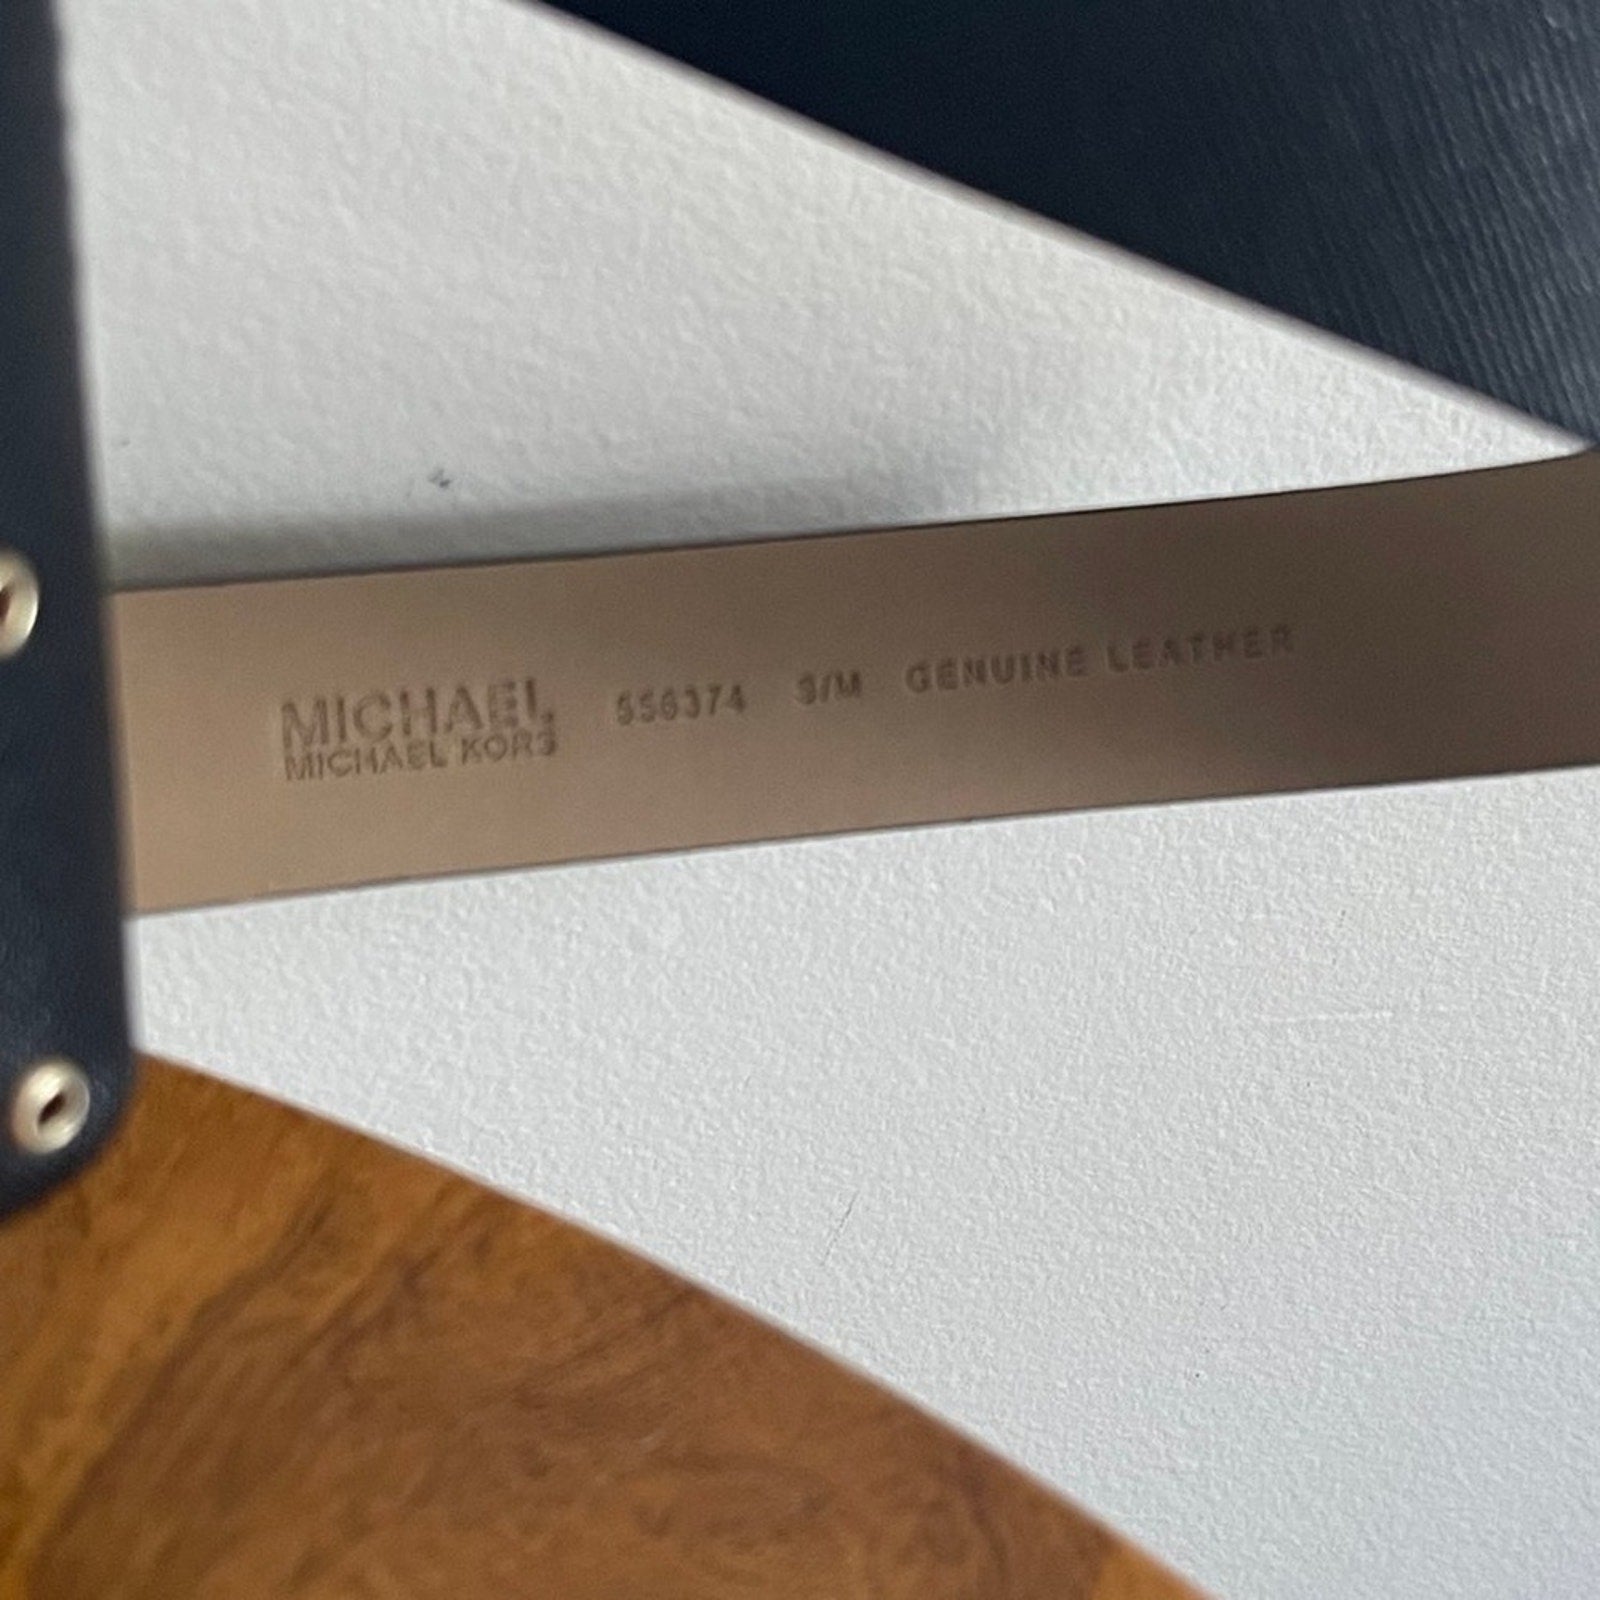 MICHAEL
MICHAEL KORS
556374 S/M GENUINE LEATHER